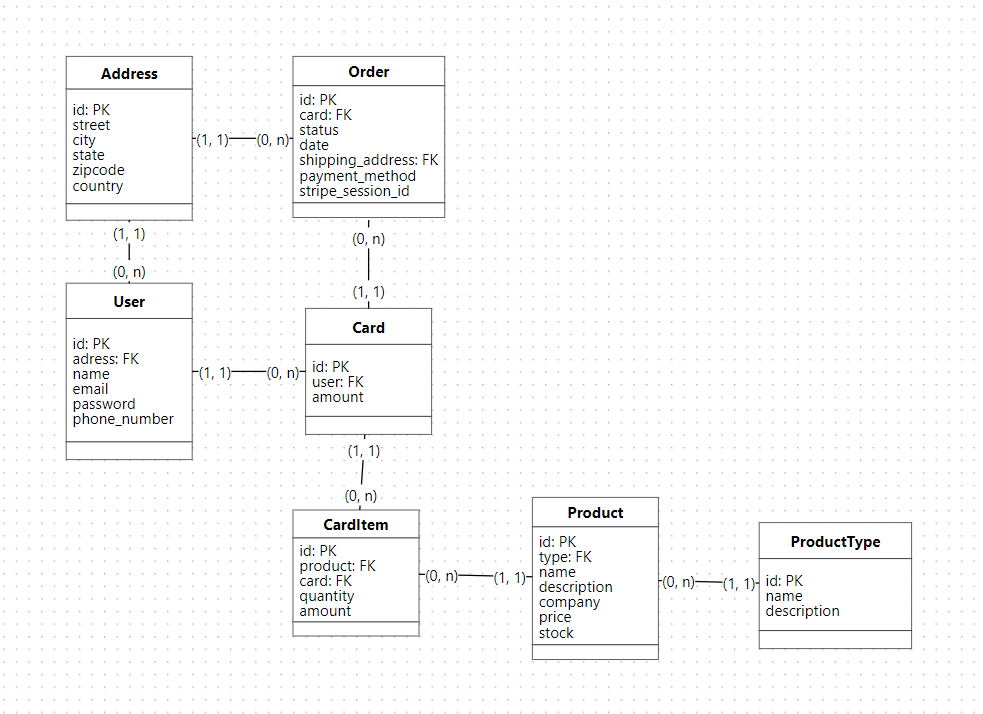 Address
id: PK
street
city
state
zipcode
country
(1, 1)
(0, n)
Order
id: PK
card: FK
status
date
shipping_address: FK
payment_method
stripe_session_id
(1, 1)
(0, n)
(0, n)
(1, 1)
User
id: PK
adress: FK
name
email
password
phone_number
(1, 1)
(0, n)
Card
id: PK
user: FK
amount
(1, 1)
(0, n)
CardItem
id: PK
product: FK
card: FK
quantity
amount
(0, n)
(1, 1)
Product
id: PK
type: FK
name
description
company
price
stock
(0, n)
(1, 1)
ProductType
id: PK
name
description